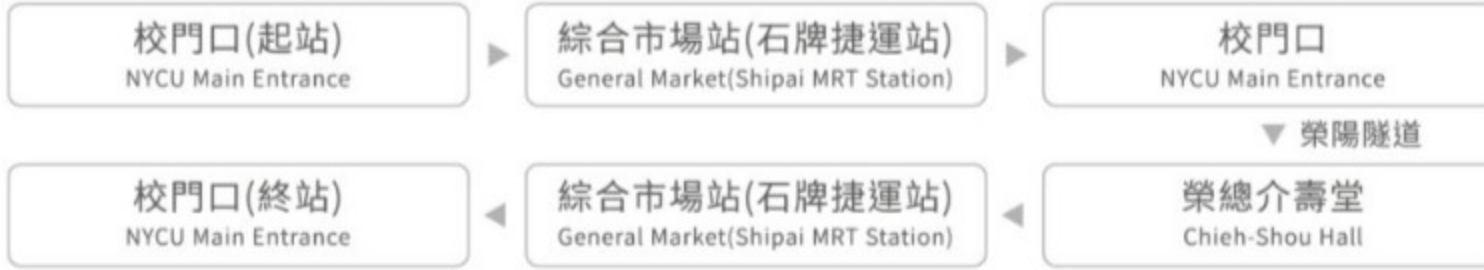 校門口(起站)
NYCU Main Entrance
綜合市場站(石牌捷運站)
General Market(Shipai MRT Station)
校門口
NYCU Main Entrance
榮陽隧道
榮總介壽堂
Chieh-Shou Hall
綜合市場站(石牌捷運站)
General Market(Shipai MRT Station)
校門口(終站)
NYCU Main Entrance